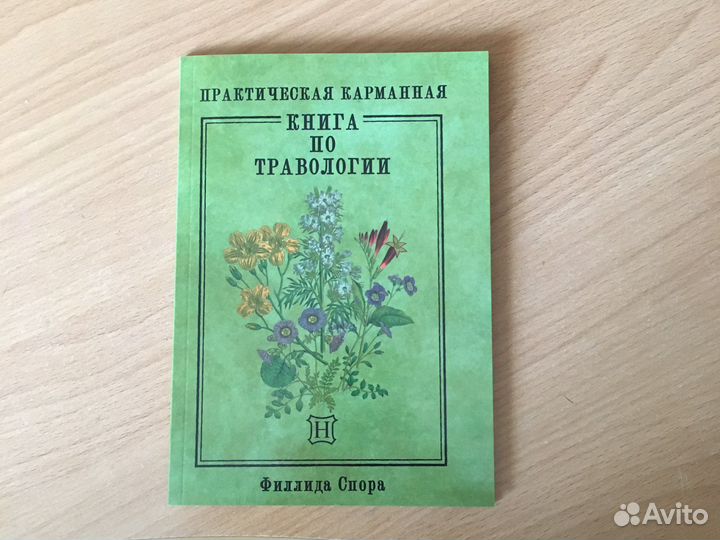 ПРАКТИЧЕСКАЯ КАРМАННАЯ
КНИГА
ПО
ТРАВОЛОГИИ
Н
Филлида Спора
Avito